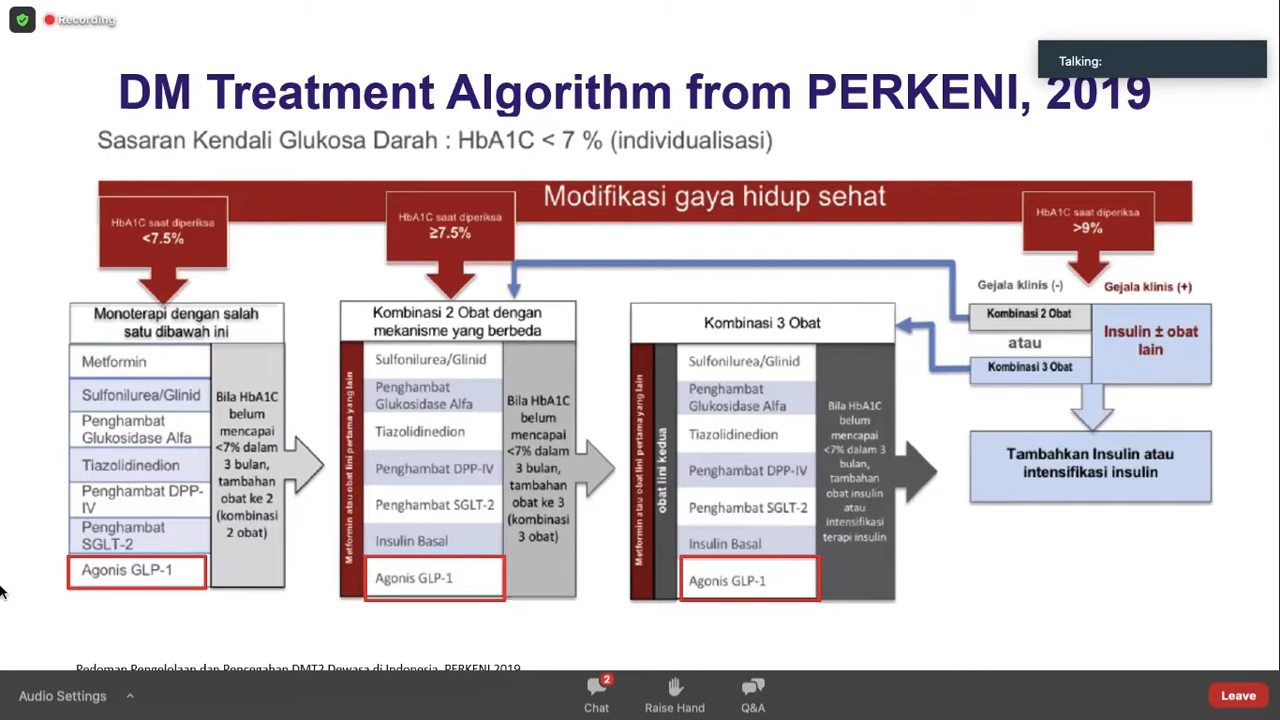 Recording
Talking:
DM Treatment Algorithm from PERKENI, 2019
Sasaran Kendali Glukosa Darah : HbA1C < 7 % (individualisasi)
Modifikasi gaya hidup sehat
HbA1C saat diperiksa
<7.5%
HbA1C saat diperiksa
≥7.5%
HbA1C saat diperiksa
>9%
Monoterapi dengan salah
satu dibawah ini
Metformin
Sulfonilurea/Glinid
Penghambat
Glukosidase Alfa
Tiazolidinedion
Penghambat DPP-
IV
Penghambat
SGLT-2
Agonis GLP-1
Bila HbA1C
belum
mencapai
<7% dalam
3 bulan,
tambahan
obat ke 2
(kombinasi
2 obat)
Kombinasi 2 Obat dengan
mekanisme yang berbeda
Metformin atau obat lini pertama yang lain
Sulfonilurea/Glinid
Penghambat
Glukosidase Alfa
Tiazolidinedion
Penghambat DPP-IV
Penghambat SGLT-2
Insulin Basal
Agonis GLP-1
Bila HbA1C
belum
mencapai
<7% dalam
3 bulan,
tambahan
obat ke 3
(kombinasi
3 obat)
Kombinasi 3 Obat
Metformin atau obat lini pertama yang lain
obat lini kedua
Sulfonilurea/Glinid
Penghambat
Glukosidase Alfa
Tiazolidinedion
Penghambat DPP-IV
Penghambat SGLT-2
Insulin Basal
Agonis GLP-1
Bila HbA1C
belum
mencapai
<7% dalam 3
bulan,
tambahan
obat insulin
atau
intensifikasi
terapi insulin
Gejala klinis (-)
Gejala klinis (+)
Kombinasi 2 Obat
atau
Kombinasi 3 Obat
Insulin ± obat
lain
Tambahkan Insulin atau
intensifikasi insulin
Pedoman Pengelolaan dan Pencegahan DMT2 Dewasa di Indonesia, PERKENI 2019
Audio Settings
2
Chat
Raise Hand
Q&A
Leave